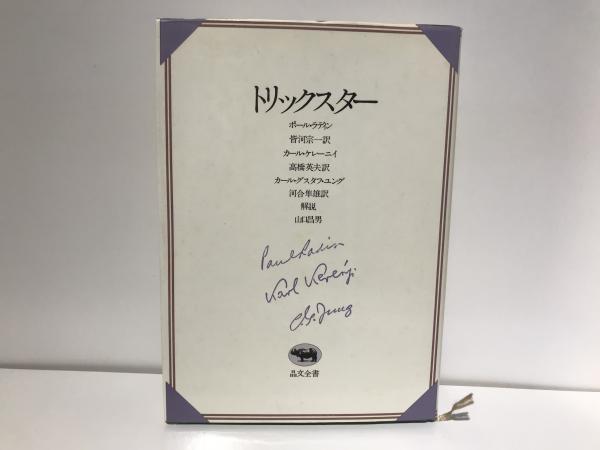 トリックスター
ポール・ラディン
皆河宗一訳
カール・ケレーニイ
高橋英夫訳
カール・グスタフ・ユング
河合隼雄訳
解説
山口昌男
Paul Radin
Karl Kerényi
C. G. Jung
晶文全書